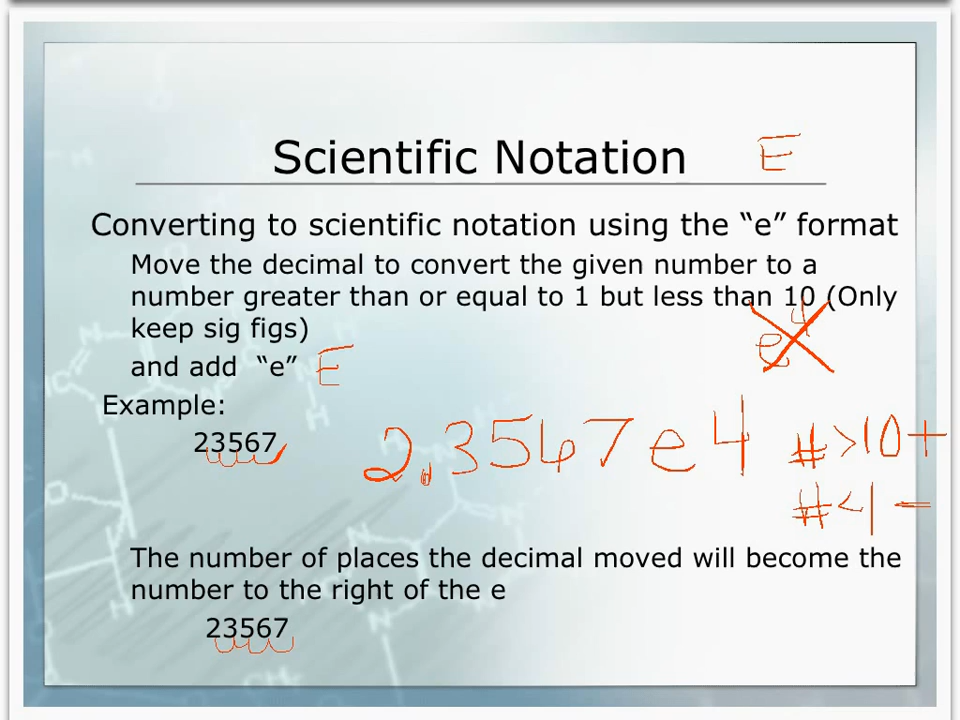 Scientific Notation E
Converting to scientific notation using the “e” format
Move the decimal to convert the given number to a
number greater than or equal to 1 but less than 10 (Only
keep sig figs)
e4
and add “e” E
Example:
23567 2.3567e4 #>10+
#<1-
The number of places the decimal moved will become the
number to the right of the e
23567